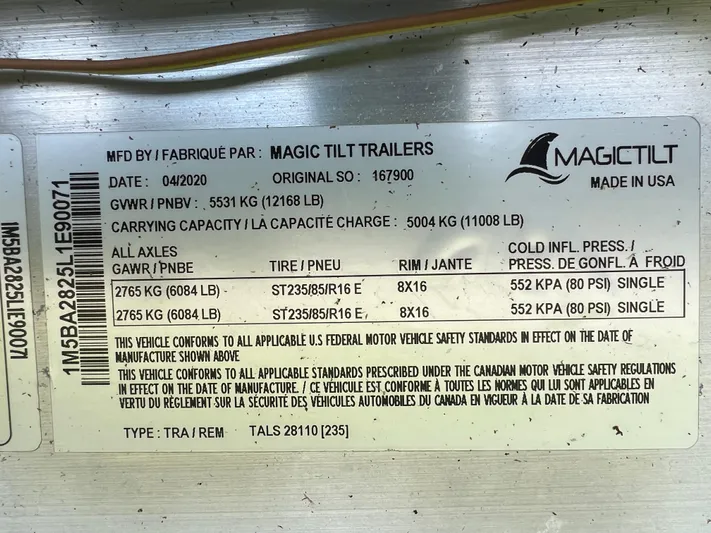 MFD BY / FABRIQUÉ PAR : MAGIC TILT TRAILERS
MAGICTILT
MADE IN USA
DATE : 04/2020 ORIGINAL SO : 167900
GVWR / PNBV : 5531 KG (12168 LB)
CARRYING CAPACITY / LA CAPACITÉ CHARGE : 5004 KG (11008 LB)
ALL AXLES
GAWR / PNBE TIRE / PNEU RIM / JANTE
COLD INFL. PRESS. /
PRESS. DE GONFL. À FROID
2765 KG (6084 LB) ST235/85/R16 E 8X16 552 KPA (80 PSI) SINGLE
2765 KG (6084 LB) ST235/85/R16 E 8X16 552 KPA (80 PSI) SINGLE
THIS VEHICLE CONFORMS TO ALL APPLICABLE U.S FEDERAL MOTOR VEHICLE SAFETY STANDARDS IN EFFECT ON THE DATE OF
MANUFACTURE SHOWN ABOVE
THIS VEHICLE CONFORMS TO ALL APPLICABLE STANDARDS PRESCRIBED UNDER THE CANADIAN MOTOR VEHICLE SAFETY REGULATIONS
IN EFFECT ON THE DATE OF MANUFACTURE. / CE VÉHICULE EST CONFORME À TOUTES LES NORMES QUI LUI SONT APPLICABLES EN
VERTU DU RÈGLEMENT SUR LA SÉCURITÉ DES VÉHICULES AUTOMOBILES DU CANADA EN VIGUEUR À LA DATE DE SA FABRICATION
TYPE : TRA / REM TALS 28110 [235]
1M5BA2825L1E90071
1M5BA2825L1E90071